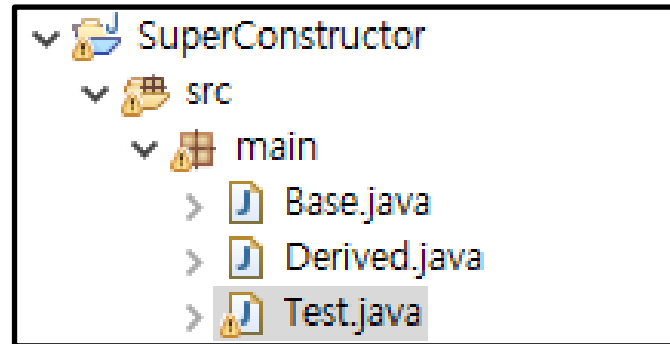 SuperConstructor
src
main
Base.java
Derived.java
Test.java